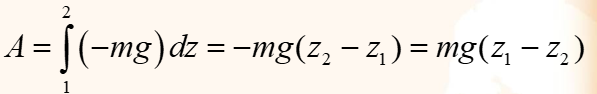 A = ∫₁² (−mg) dz = −mg(z₂ − z₁) = mg(z₁ − z₂)